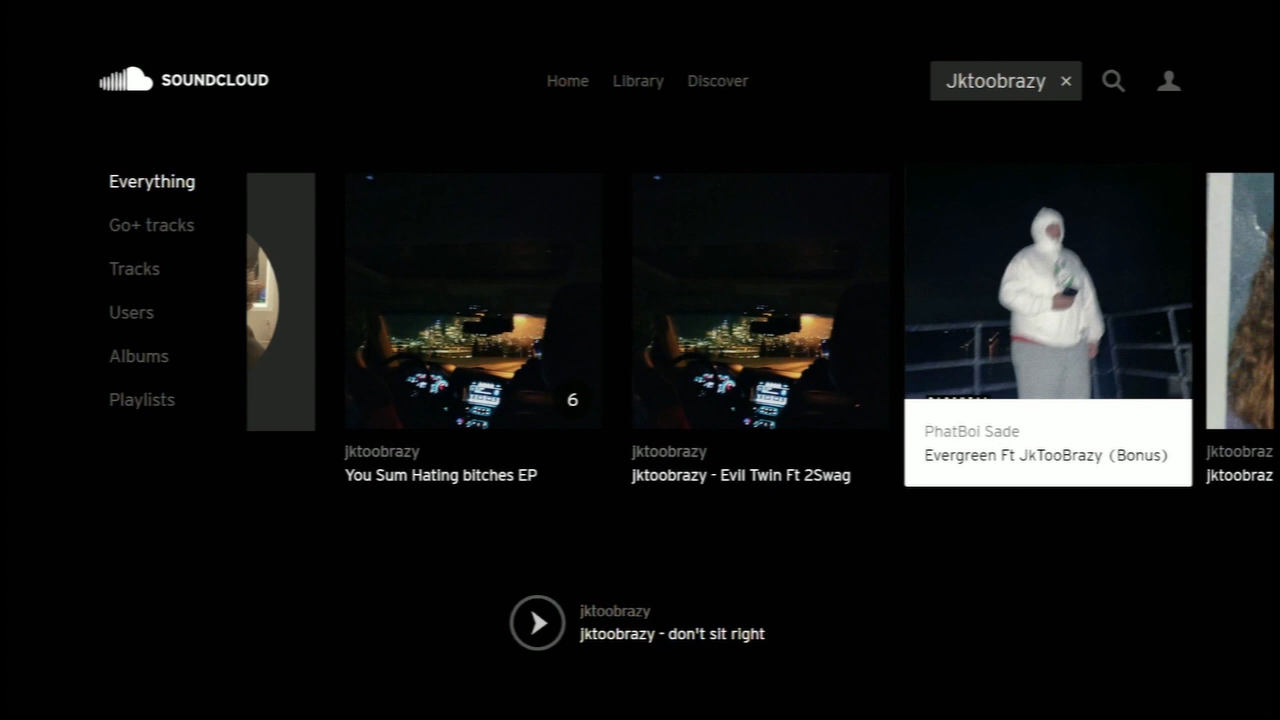 SOUNDCLOUD
Home
Library
Discover
Jktoobrazy ×
Everything
Go+ tracks
Tracks
Users
Albums
Playlists
6
jktoobrazy
You Sum Hating bitches EP
jktoobrazy
jktoobrazy - Evil Twin Ft 2Swag
PhatBoi Sade
Evergreen Ft JkTooBrazy (Bonus)
jktoobraz
jktoobraz
jktoobrazy
jktoobrazy - don't sit right